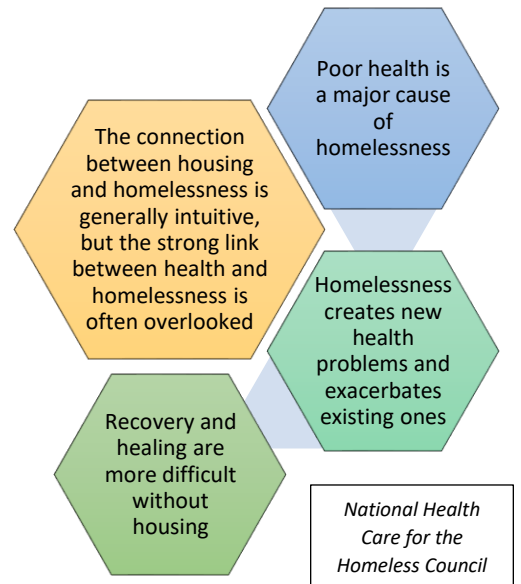 Poor health is
a major cause
of
homelessness
The connection
between housing
and homelessness is
generally intuitive,
but the strong link
between health and
homelessness is
often overlooked
Homelessness
creates new
health
problems and
exacerbates
existing ones
Recovery and
healing are
more difficult
without
housing
National Health
Care for the
Homeless Council